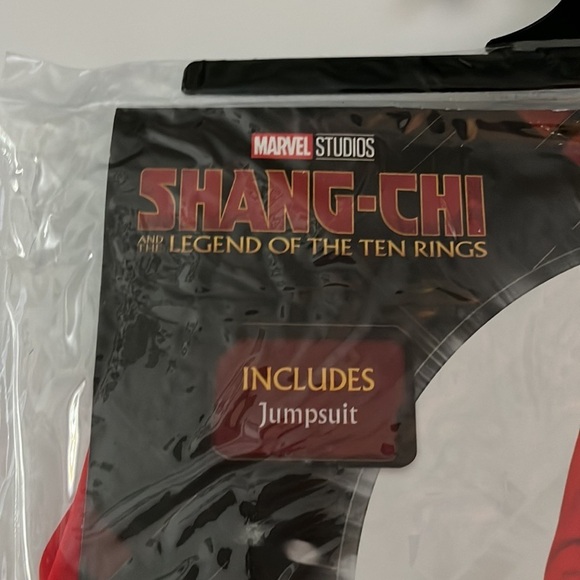 MARVEL STUDIOS
SHANG-CHI
AND THE LEGEND OF THE TEN RINGS
INCLUDES
Jumpsuit